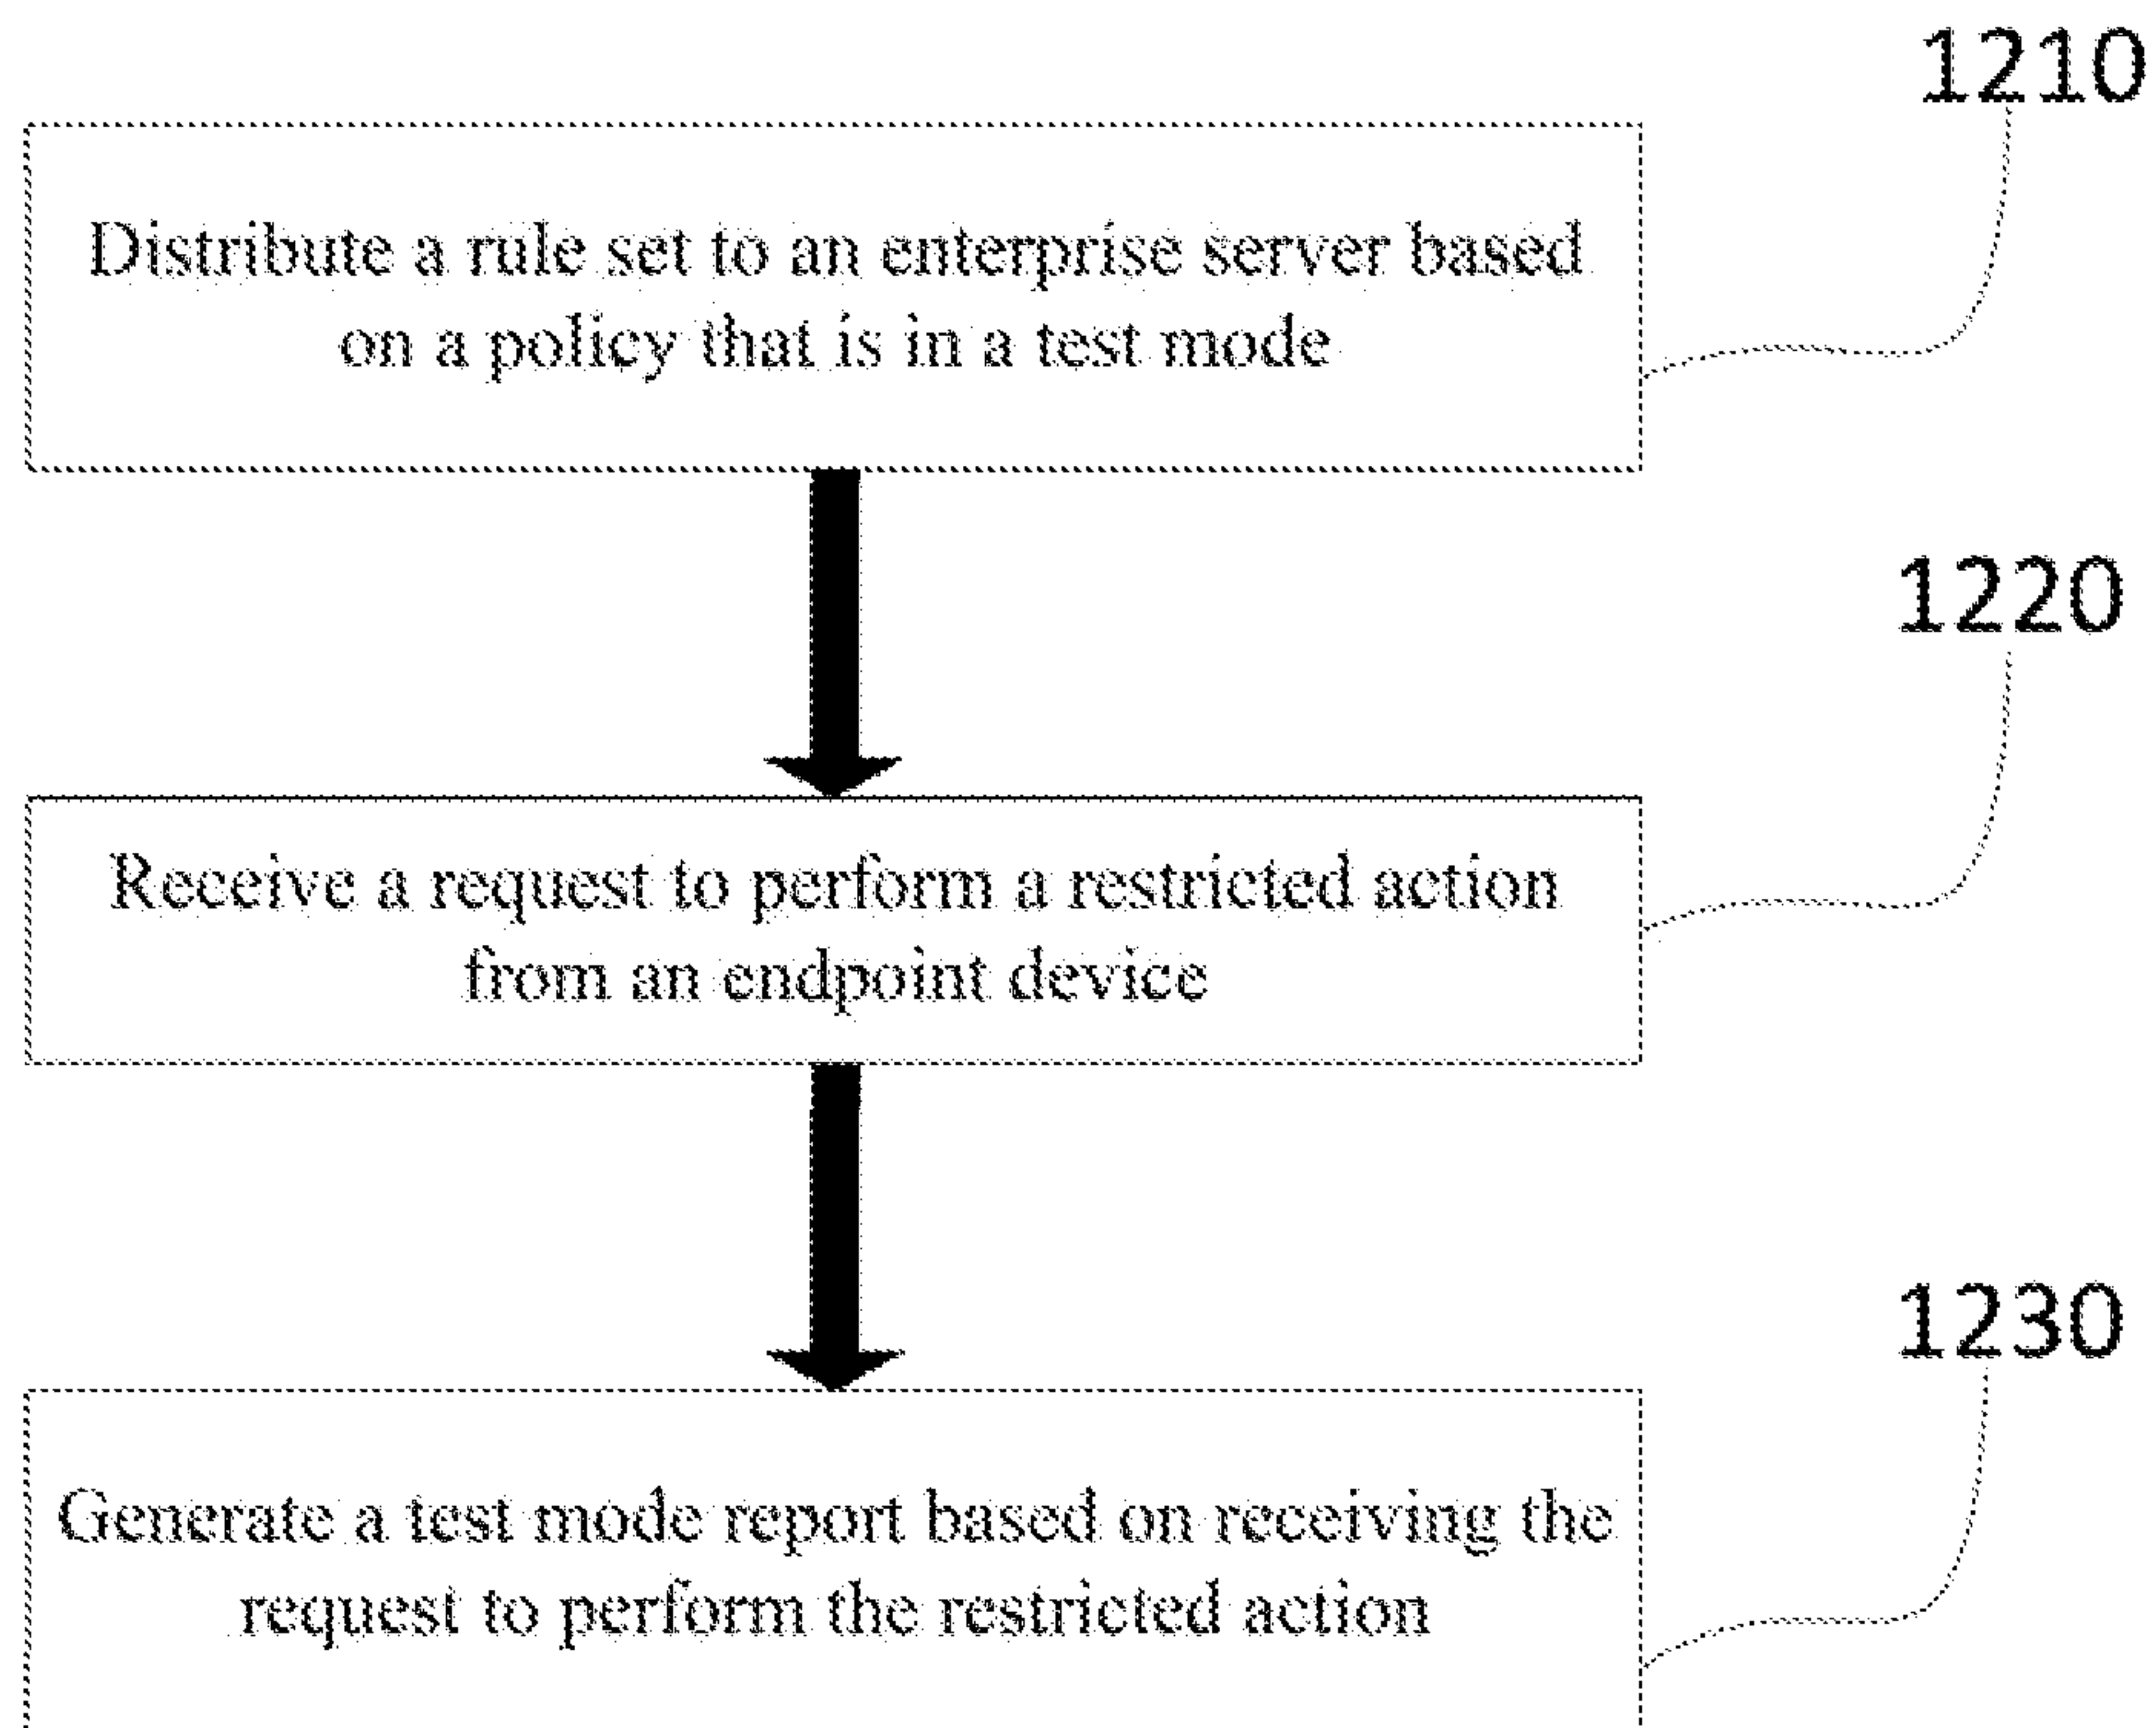 1210
Distribute a rule set to an enterprise server based
on a policy that is in a test mode
1220
Receive a request to perform a restricted action
from an endpoint device
1230
Generate a test mode report based on receiving the
request to perform the restricted action